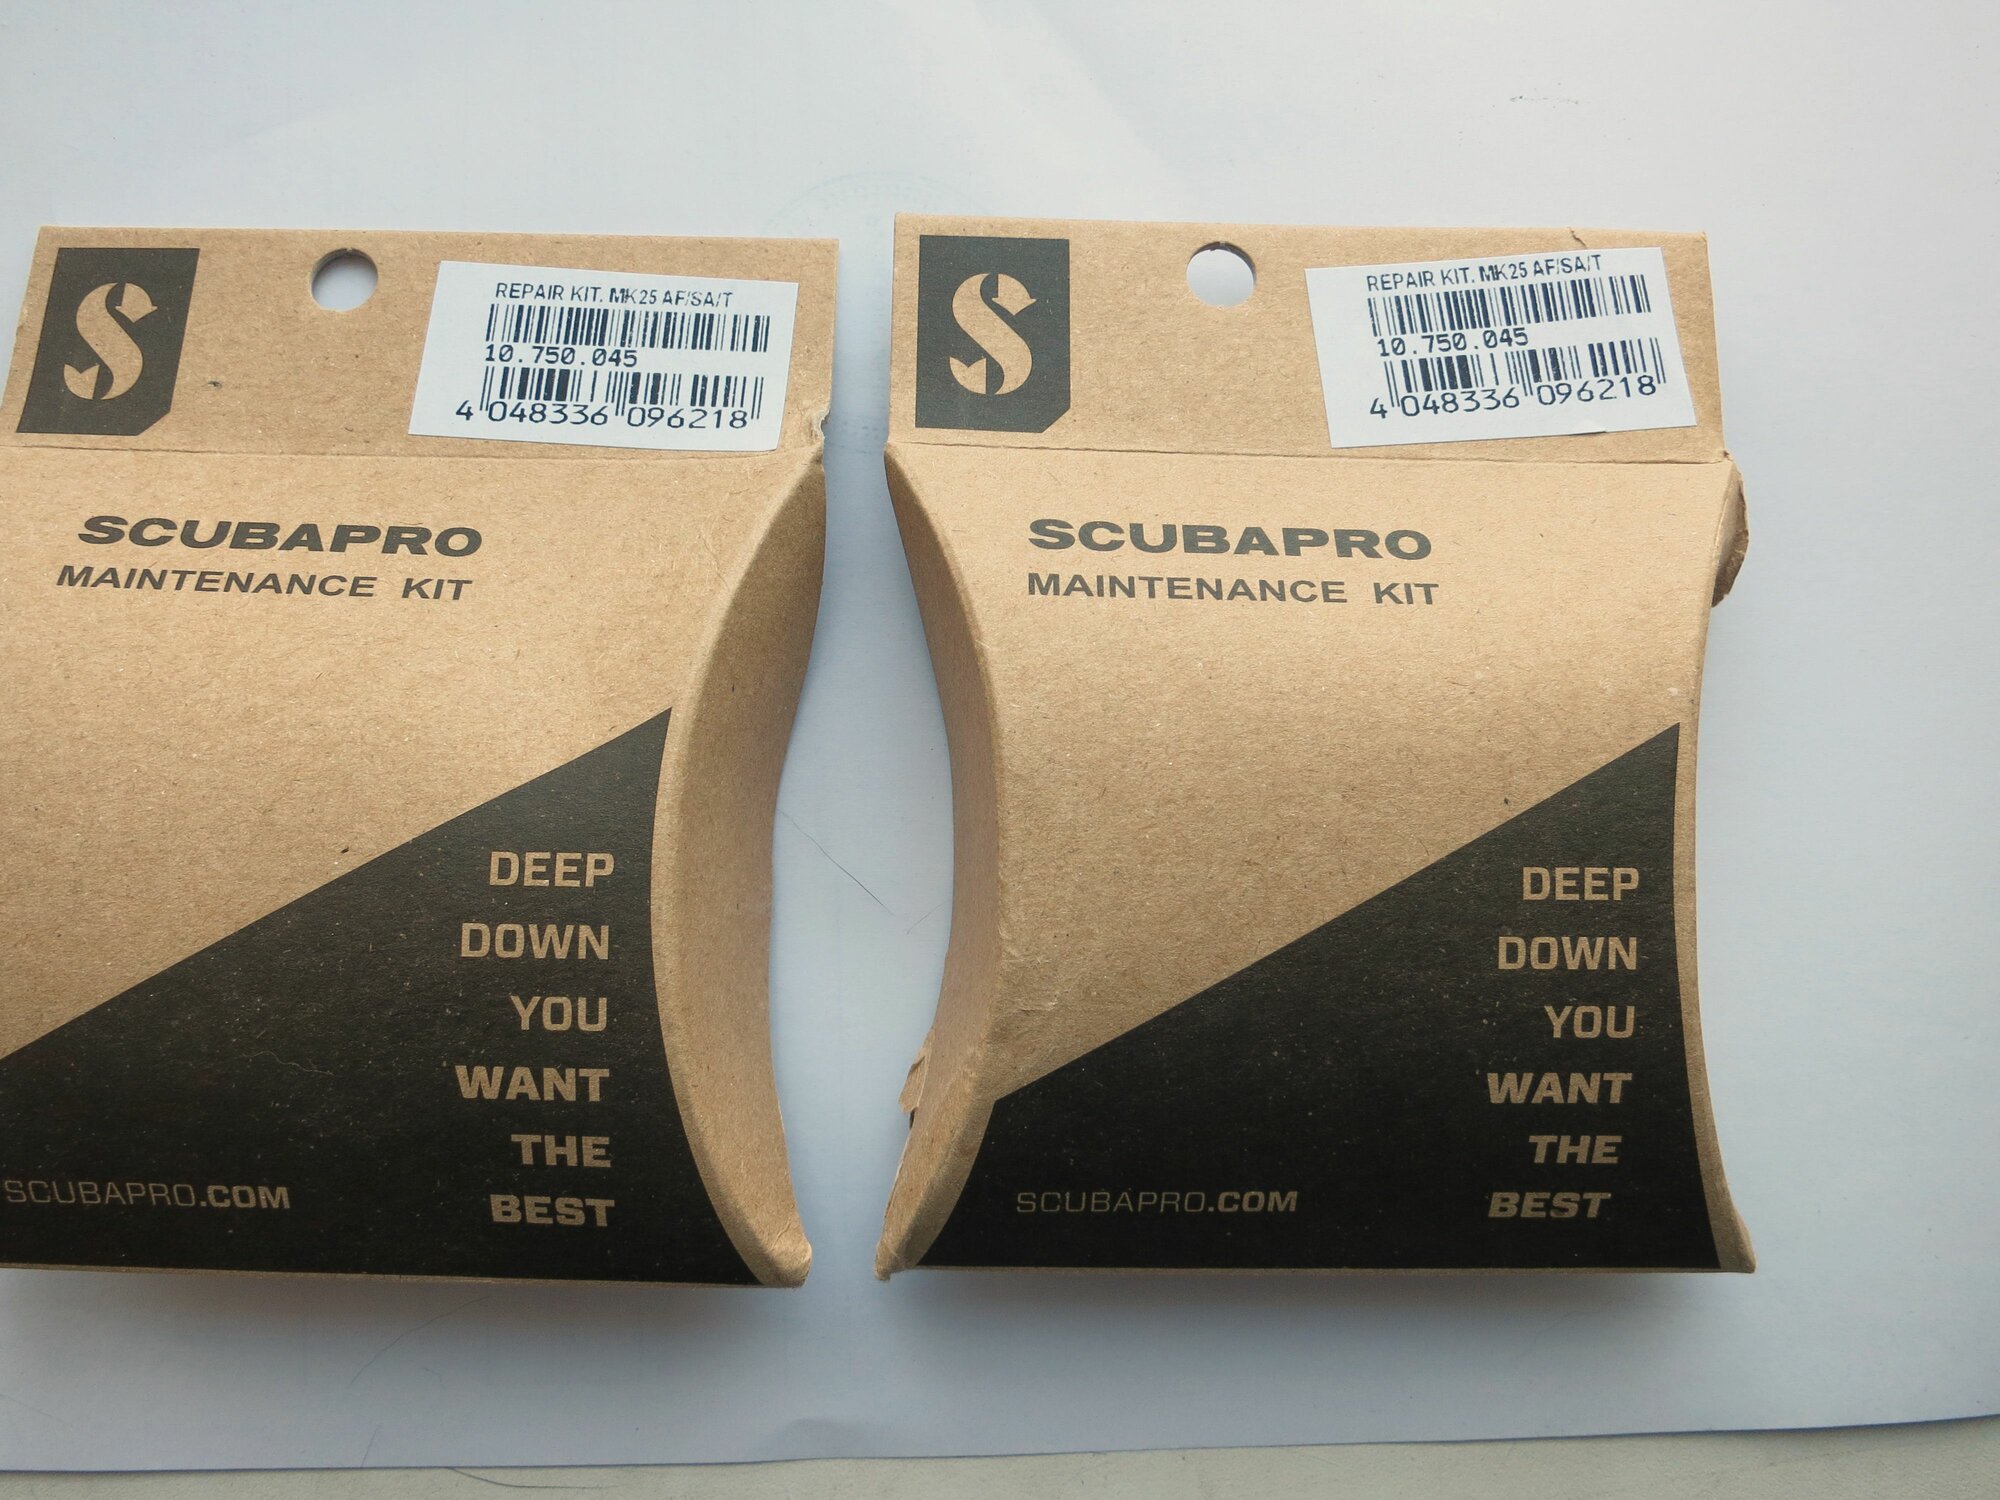 S
REPAIR KIT. MK25 AF/SA/T
10.750.045
4 048336 096218
SCUBAPRO
MAINTENANCE KIT
DEEP
DOWN
YOU
WANT
THE
BEST
SCUBAPRO.COM
S
REPAIR KIT. MK25 AF/SA/T
10.750.045
4 048336 096218
SCUBAPRO
MAINTENANCE KIT
DEEP
DOWN
YOU
WANT
THE
BEST
SCUBAPRO.COM